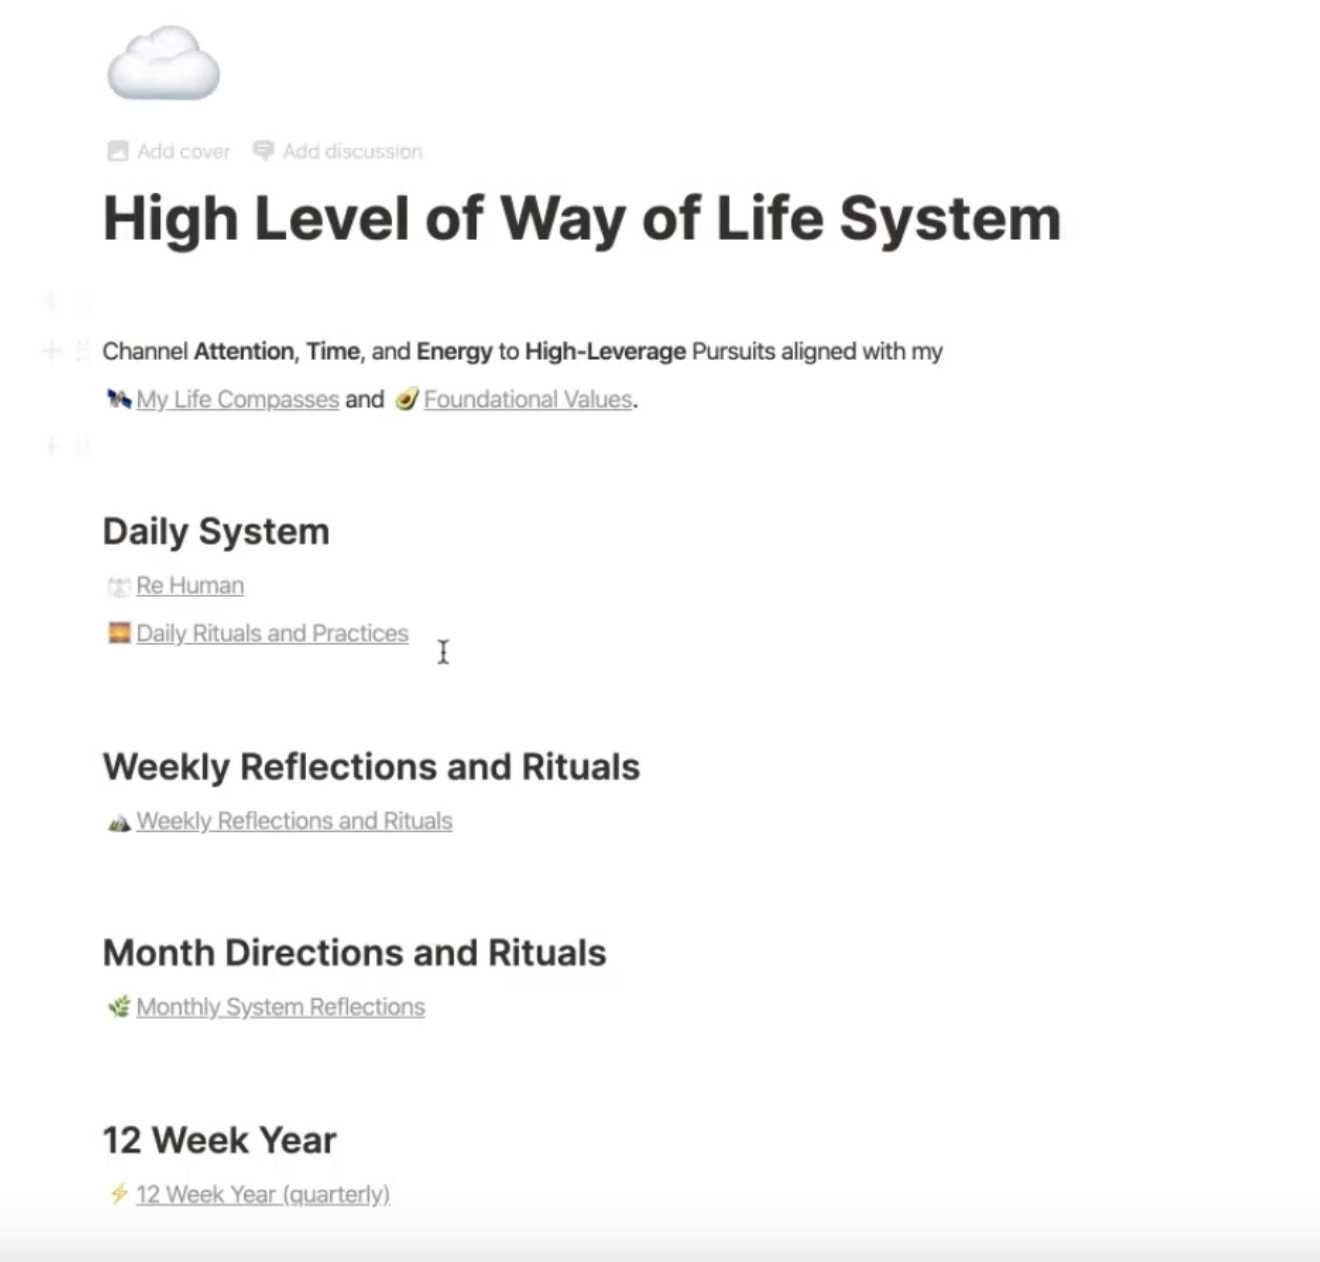 Add cover Add discussion
High Level of Way of Life System
Channel Attention, Time, and Energy to High-Leverage Pursuits aligned with my
My Life Compasses and Foundational Values.
Daily System
Re Human
Daily Rituals and Practices
Weekly Reflections and Rituals
Weekly Reflections and Rituals
Month Directions and Rituals
Monthly System Reflections
12 Week Year
12 Week Year (quarterly)